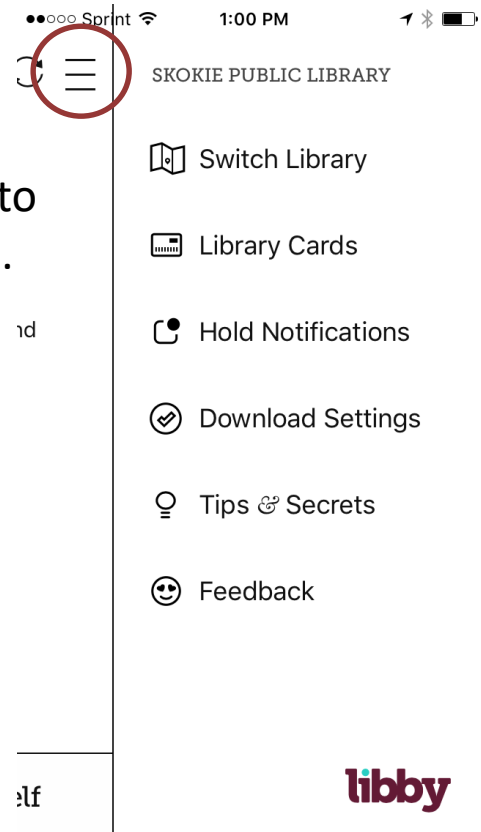 Sprint 1:00 PM
SKOKIE PUBLIC LIBRARY
Switch Library
to
Library Cards
.
Hold Notifications
nd
Download Settings
Tips & Secrets
Feedback
elf
libby